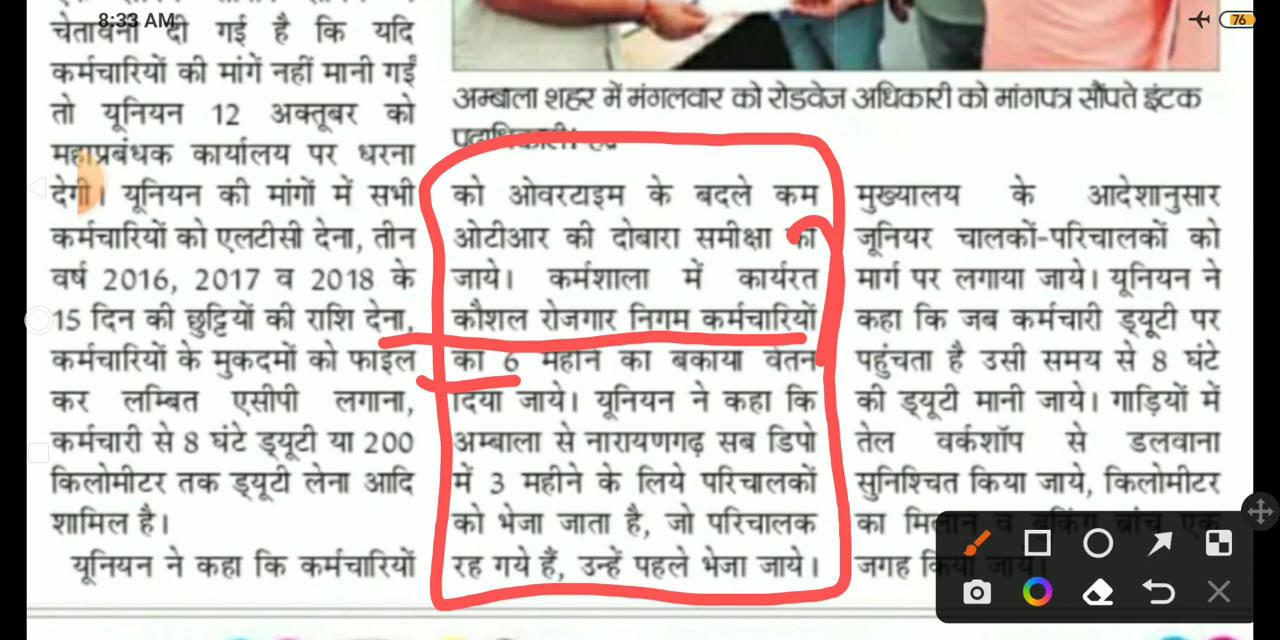 8:33 AM
76
चेतावनी दी गई है कि यदि
कर्मचारियों की मांगें नहीं मानी गईं
तो यूनियन 12 अक्तूबर को
महाप्रबंधक कार्यालय पर धरना
देगी। यूनियन की मांगों में सभी
कर्मचारियों को एलटीसी देना, तीन
वर्ष 2016, 2017 व 2018 के
15 दिन की छुट्टियों की राशि देना,
कर्मचारियों के मुकदमों को फाइल
कर लम्बित एसीपी लगाना,
कर्मचारी से 8 घंटे ड्यूटी या 200
किलोमीटर तक ड्यूटी लेना आदि
शामिल है।
यूनियन ने कहा कि कर्मचारियों
अम्बाला शहर में मंगलवार को रोडवेज अधिकारी को मांगपत्र सौंपते इंटक
पदाधिकारी।
को ओवरटाइम के बदले कम
ओटीआर की दोबारा समीक्षा की
जाये। कर्मशाला में कार्यरत
कौशल रोजगार निगम कर्मचारियों
का 6 महीने का बकाया वेतन
दिया जाये। यूनियन ने कहा कि
अम्बाला से नारायणगढ़ सब डिपो
में 3 महीने के लिये परिचालकों
को भेजा जाता है, जो परिचालक
रह गये हैं, उन्हें पहले भेजा जाये।
मुख्यालय के आदेशानुसार
जूनियर चालकों-परिचालकों को
मार्ग पर लगाया जाये। यूनियन ने
कहा कि जब कर्मचारी ड्यूटी पर
पहुंचता है उसी समय से 8 घंटे
की ड्यूटी मानी जाये। गाड़ियों में
तेल वर्कशॉप से डलवाना
सुनिश्चित किया जाये, किलोमीटर
का मिलान व बुकिंग ब्रांच एक
जगह किया जाये।